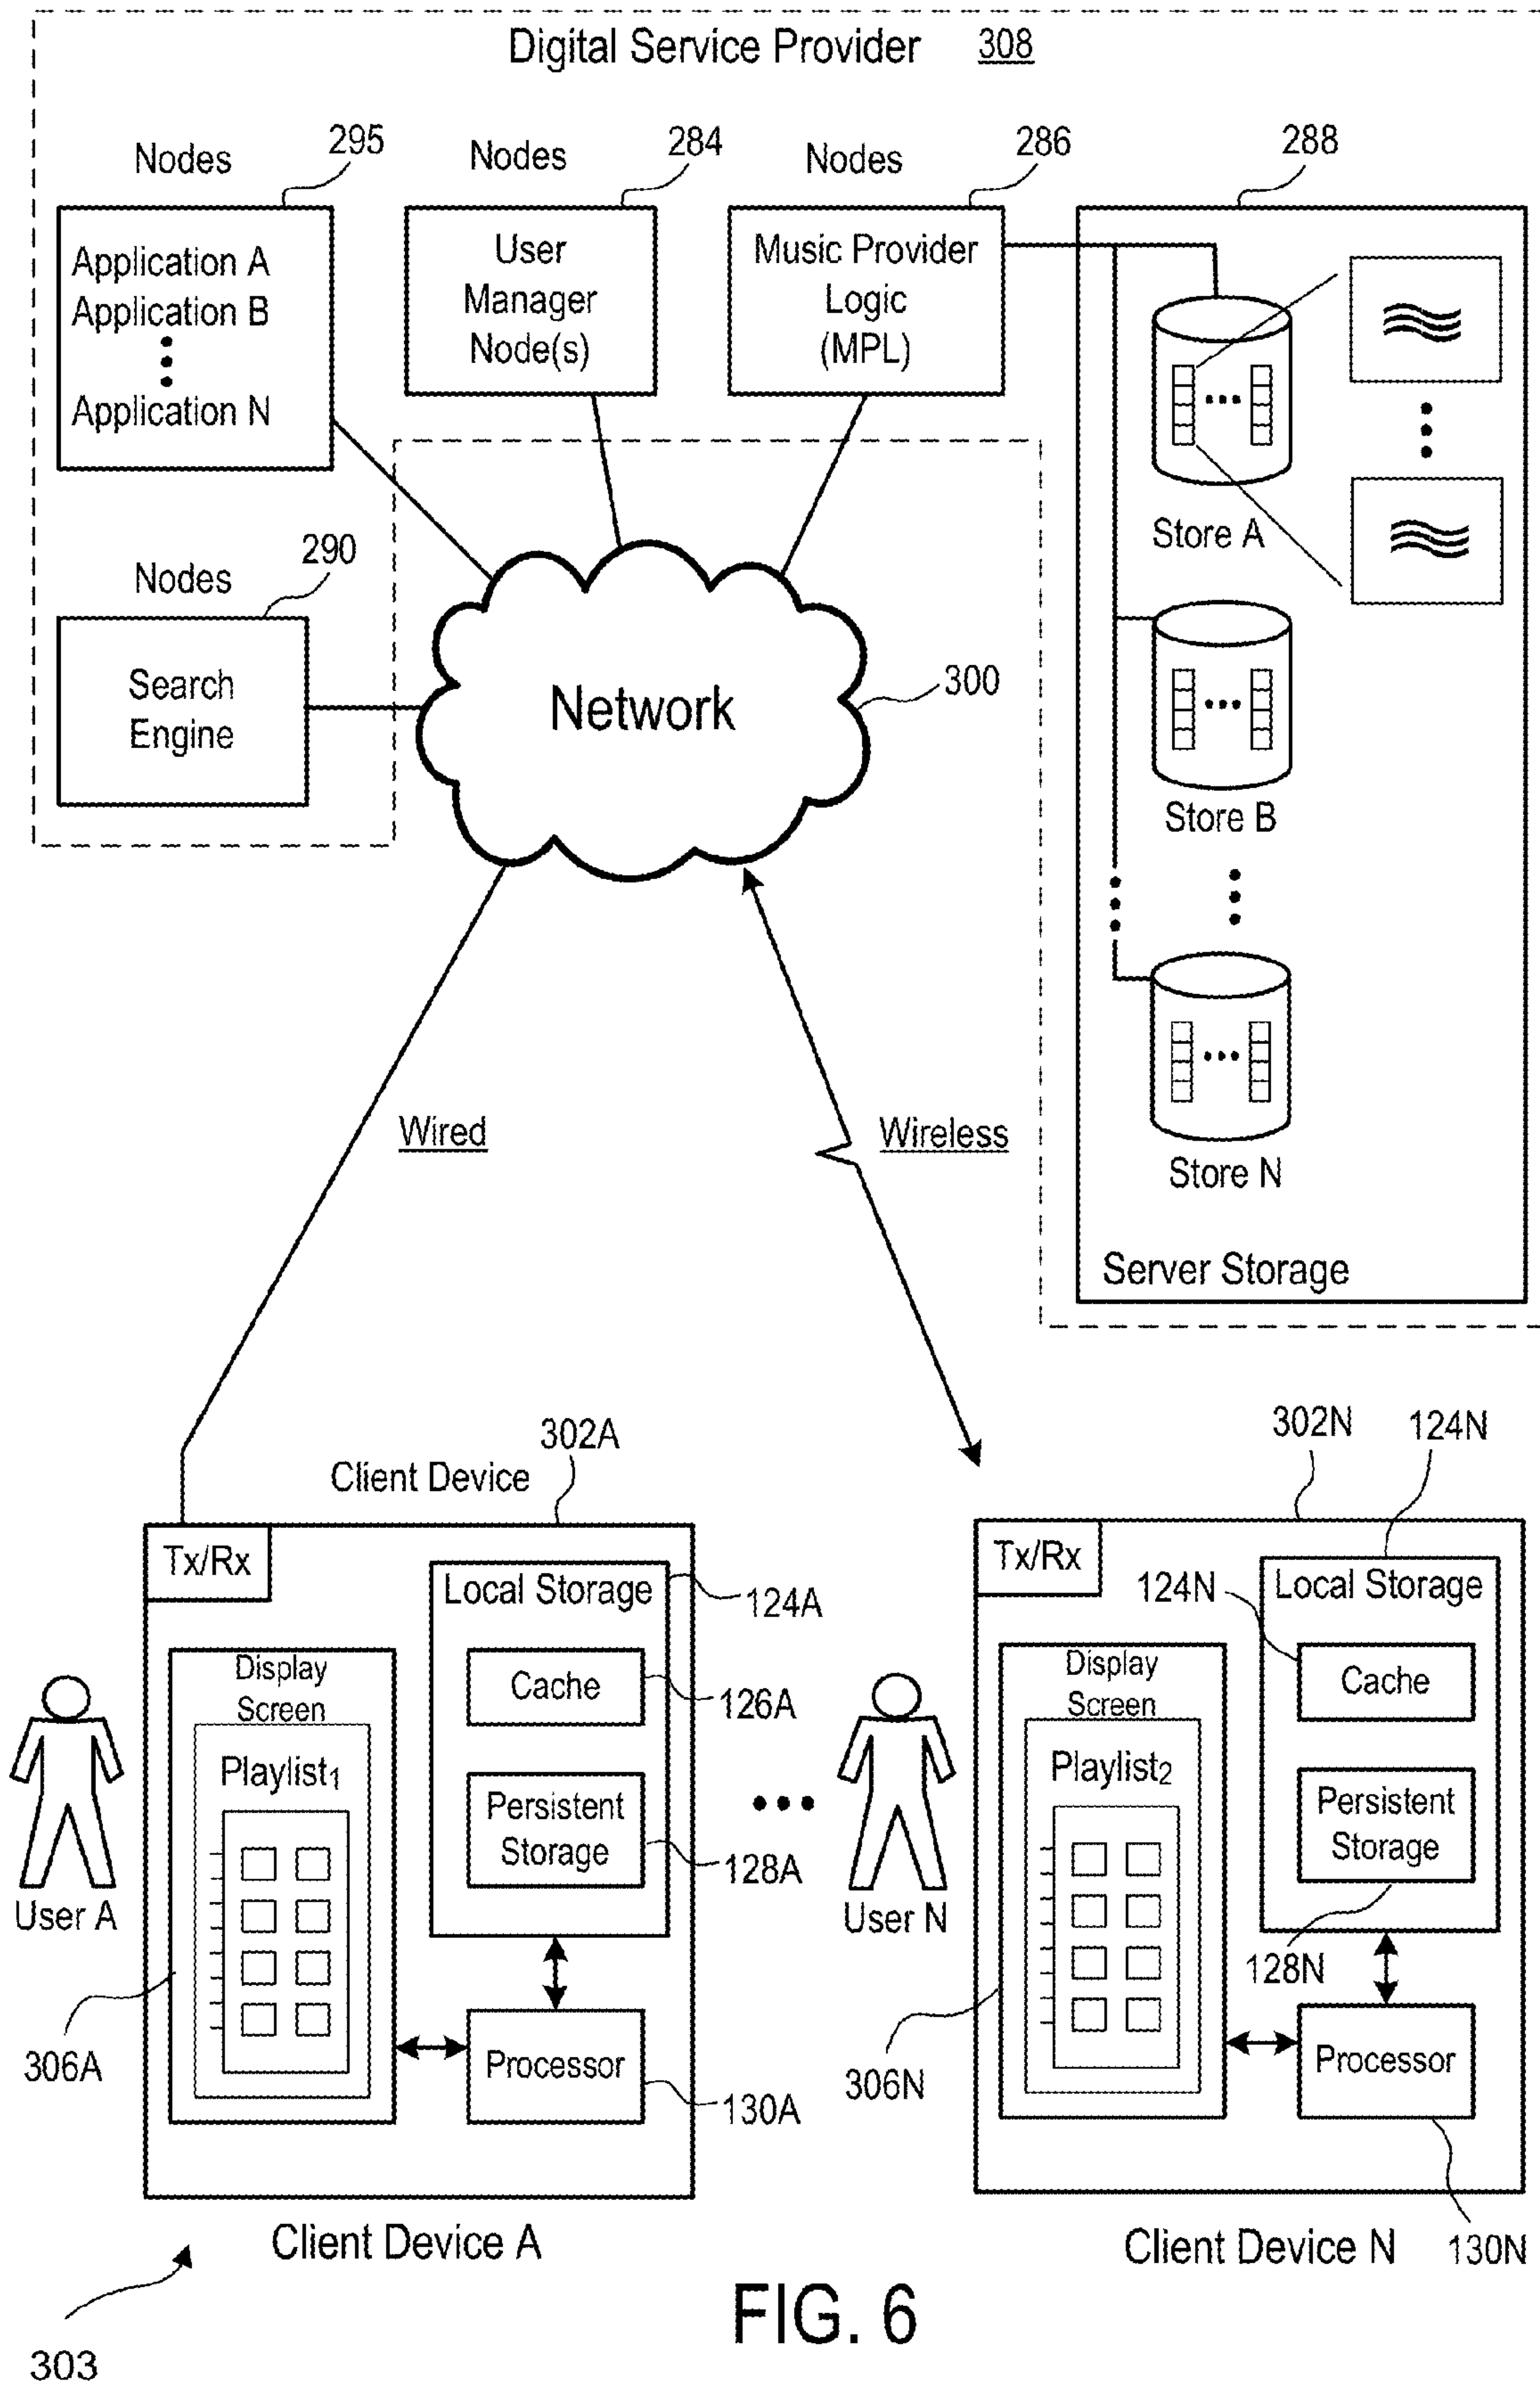 Digital Service Provider 308
Nodes 295
Nodes 284
Nodes 286
288
Application A
Application B
Application N
User
Manager
Node(s)
Music Provider
Logic
(MPL)
Store A
Nodes 290
Search
Engine
Network
300
Store B
Store N
Server Storage
Wired
Wireless
302A
Client Device
Tx/Rx
Local Storage
124A
Cache
126A
Persistent
Storage
128A
Display
Screen
Playlist1
User A
306A
Processor
130A
Client Device A
302N
124N
Tx/Rx
Local Storage
124N
Cache
Persistent
Storage
128N
Display
Screen
Playlist2
User N
306N
Processor
130N
Client Device N
303
FIG. 6